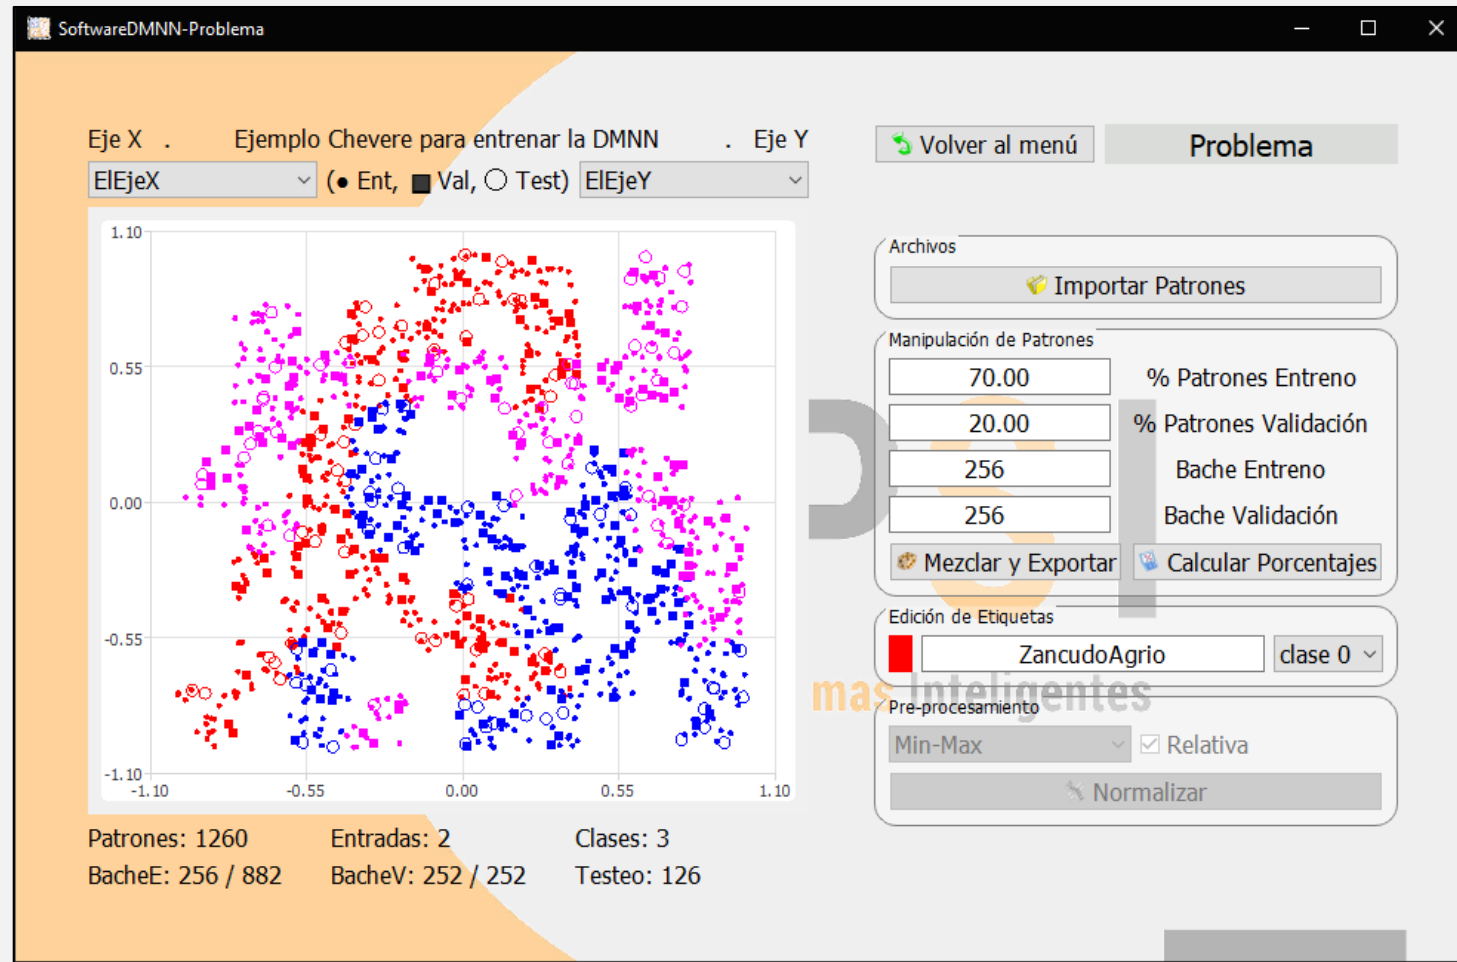 SoftwareDMNN-Problema
Eje X . Ejemplo Chevere para entrenar la DMNN . Eje Y
ElEjeX (● Ent, ■ Val, ○ Test) ElEjeY
1.10
0.55
0.00
-0.55
-1.10
-1.10 -0.55 0.00 0.55 1.10
Patrones: 1260 Entradas: 2 Clases: 3
BacheE: 256 / 882 BacheV: 252 / 252 Testeo: 126
Volver al menú Problema
Archivos
Importar Patrones
Manipulación de Patrones
70.00 % Patrones Entreno
20.00 % Patrones Validación
256 Bache Entreno
256 Bache Validación
Mezclar y Exportar Calcular Porcentajes
Edición de Etiquetas
ZancudoAgrio clase 0
mas Inteligentes
Pre-procesamiento
Min-Max Relativa
Normalizar